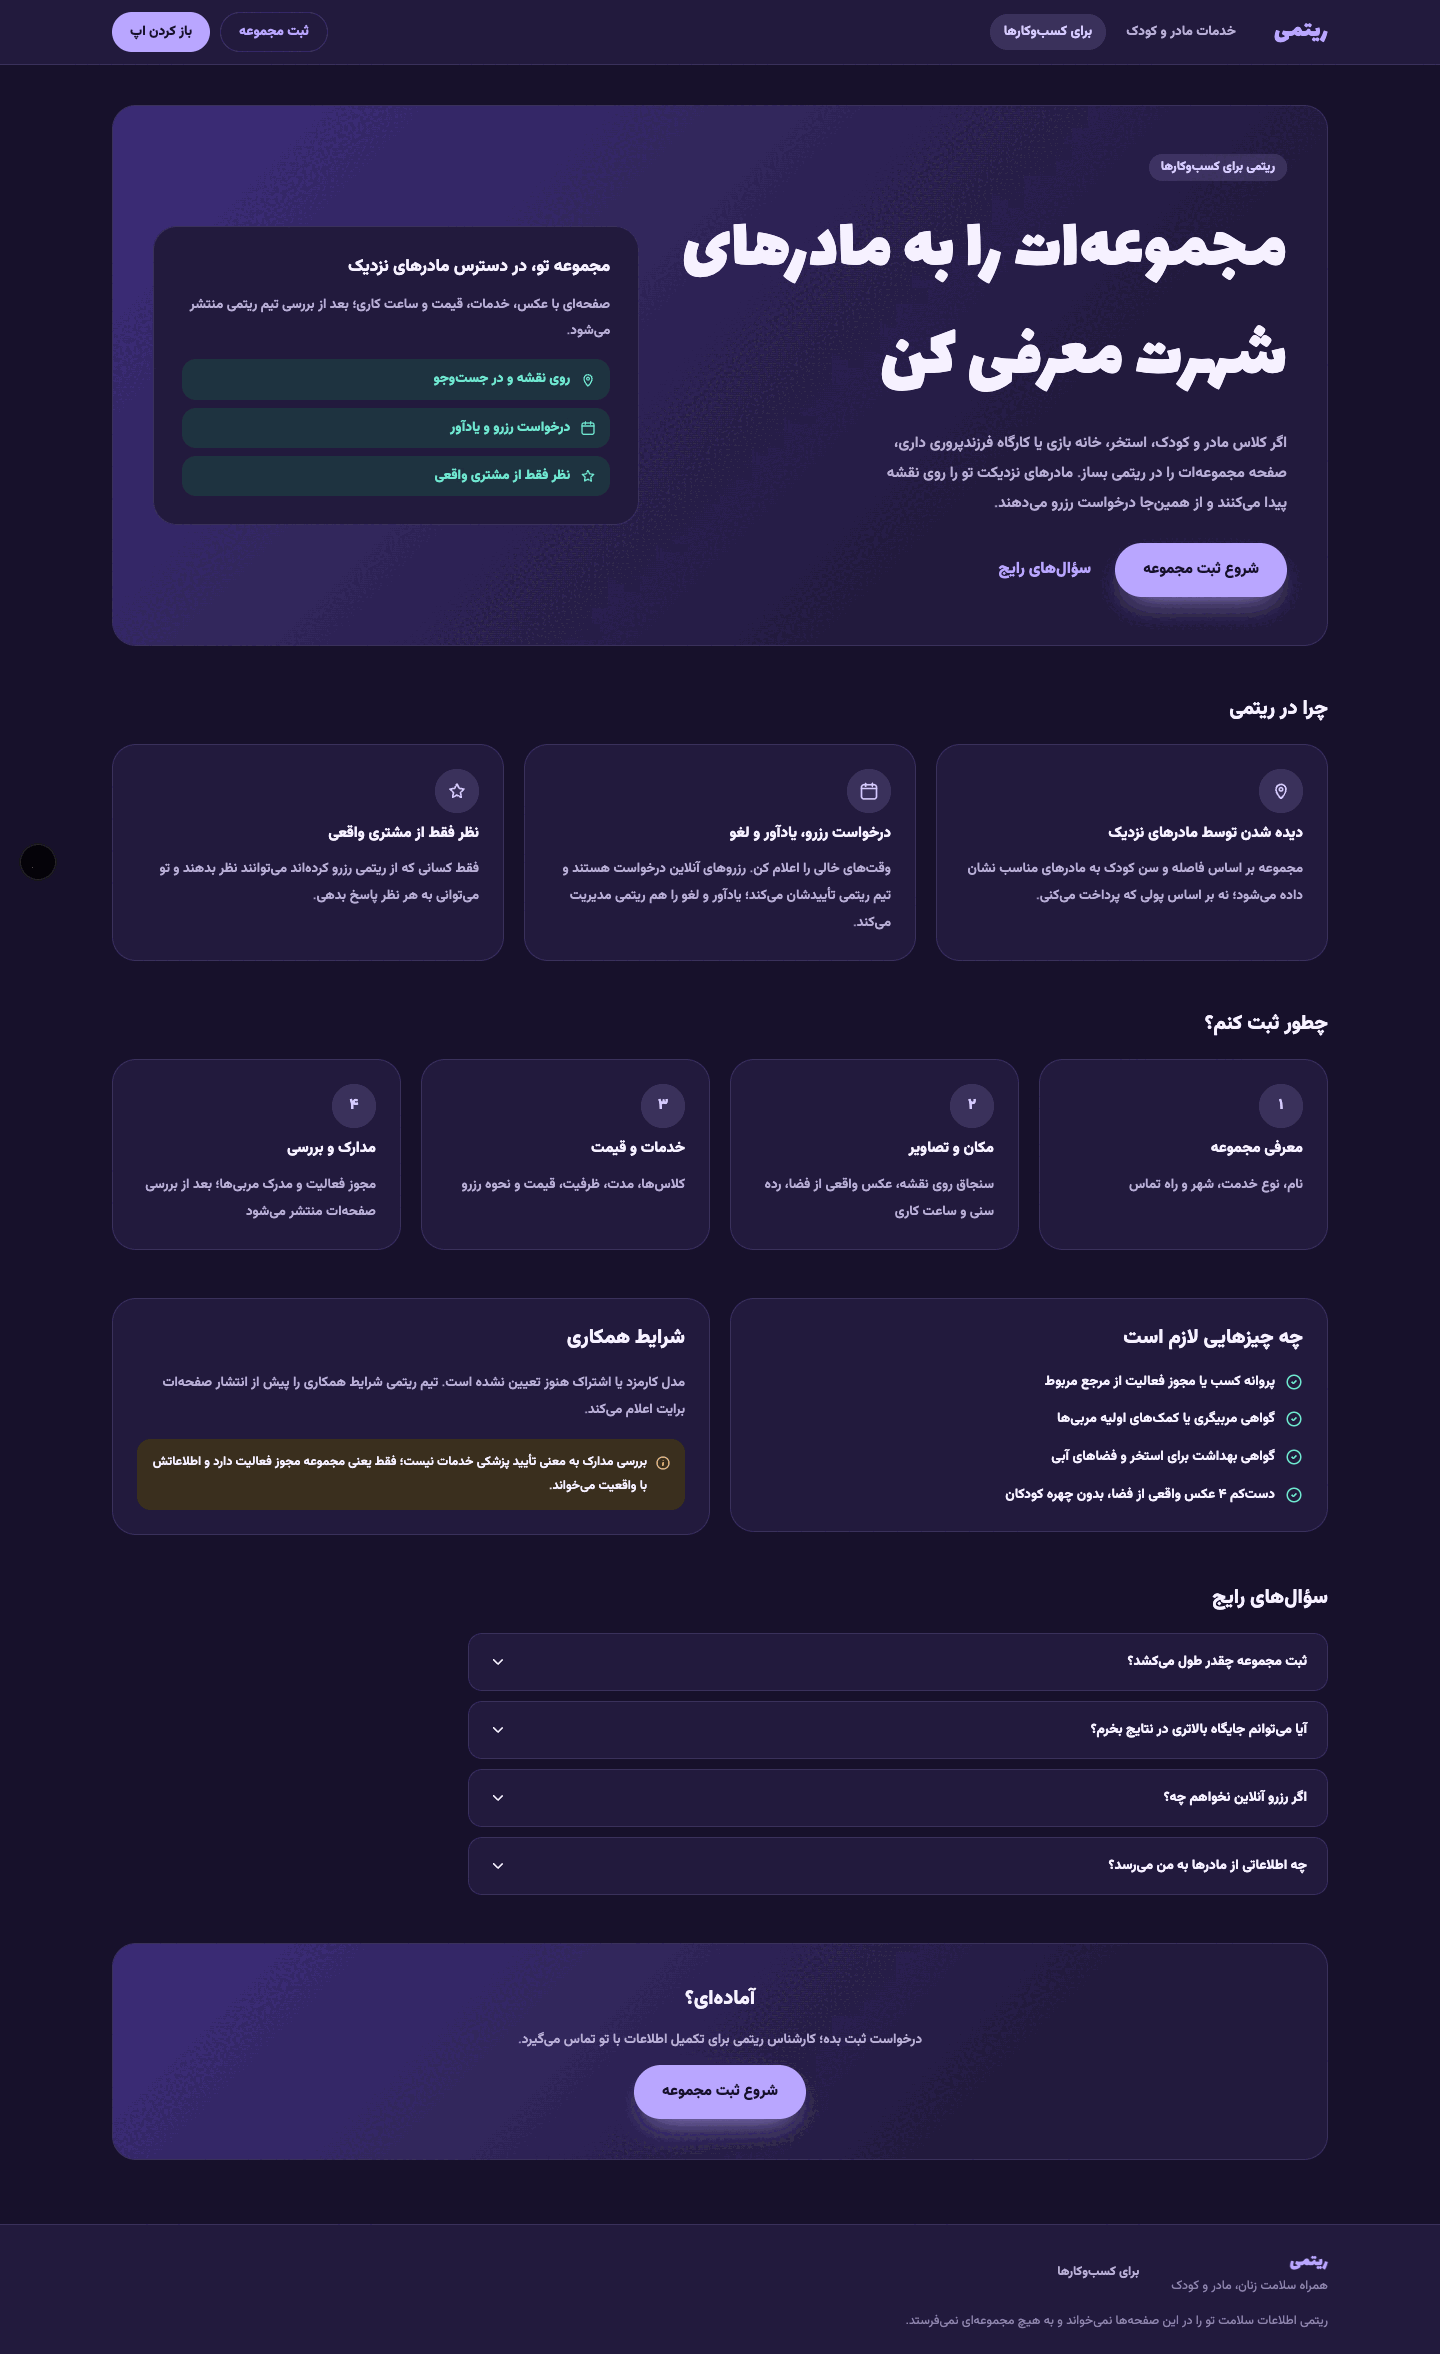 ریتمی
خدمات مادر و کودک
برای کسب‌وکارها
ثبت مجموعه
باز کردن اپ
ریتمی برای کسب‌وکارها
مجموعه‌ات را به مادرهای
شهرت معرفی کن
اگر کلاس مادر و کودک، استخر، خانه بازی یا کارگاه فرزندپروری داری،
صفحه مجموعه‌ات را در ریتمی بساز. مادرهای نزدیکت تو را روی نقشه
پیدا می‌کنند و از همین‌جا درخواست رزرو می‌دهند.
شروع ثبت مجموعه
سؤال‌های رایج
مجموعه تو، در دسترس مادرهای نزدیک
صفحه‌ای با عکس، خدمات، قیمت و ساعت کاری؛ بعد از بررسی تیم ریتمی منتشر
می‌شود.
روی نقشه و در جست‌وجو
درخواست رزرو و یادآور
نظر فقط از مشتری واقعی
چرا در ریتمی
دیده شدن توسط مادرهای نزدیک
مجموعه بر اساس فاصله و سن کودک به مادرهای مناسب نشان
داده می‌شود؛ نه بر اساس پولی که پرداخت می‌کنی.
درخواست رزرو، یادآور و لغو
وقت‌های خالی را اعلام کن. رزروهای آنلاین درخواست هستند و
تیم ریتمی تأییدشان می‌کند؛ یادآور و لغو را هم ریتمی مدیریت
می‌کند.
نظر فقط از مشتری واقعی
فقط کسانی که از ریتمی رزرو کرده‌اند می‌توانند نظر بدهند و تو
می‌توانی به هر نظر پاسخ بدهی.
چطور ثبت کنم؟
۱
معرفی مجموعه
نام، نوع خدمت، شهر و راه تماس
۲
مکان و تصاویر
سنجاق روی نقشه، عکس واقعی از فضا، رده
سنی و ساعت کاری
۳
خدمات و قیمت
کلاس‌ها، مدت، ظرفیت، قیمت و نحوه رزرو
۴
مدارک و بررسی
مجوز فعالیت و مدرک مربی‌ها؛ بعد از بررسی
صفحه‌ات منتشر می‌شود
چه چیزهایی لازم است
پروانه کسب یا مجوز فعالیت از مرجع مربوط
گواهی مربیگری یا کمک‌های اولیه مربی‌ها
گواهی بهداشت برای استخر و فضاهای آبی
دست‌کم ۴ عکس واقعی از فضا، بدون چهره کودکان
شرایط همکاری
مدل کارمزد یا اشتراک هنوز تعیین نشده است. تیم ریتمی شرایط همکاری را پیش از انتشار صفحه‌ات
برایت اعلام می‌کند.
بررسی مدارک به معنی تأیید پزشکی خدمات نیست؛ فقط یعنی مجموعه مجوز فعالیت دارد و اطلاعاتش
با واقعیت می‌خواند.
سؤال‌های رایج
ثبت مجموعه چقدر طول می‌کشد؟
آیا می‌توانم جایگاه بالاتری در نتایج بخرم؟
اگر رزرو آنلاین نخواهم چه؟
چه اطلاعاتی از مادرها به من می‌رسد؟
آماده‌ای؟
درخواست ثبت بده؛ کارشناس ریتمی برای تکمیل اطلاعات با تو تماس می‌گیرد.
شروع ثبت مجموعه
ریتمی
همراه سلامت زنان، مادر و کودک
برای کسب‌وکارها
ریتمی اطلاعات سلامت تو را در این صفحه‌ها نمی‌خواند و به هیچ مجموعه‌ای نمی‌فرستد.